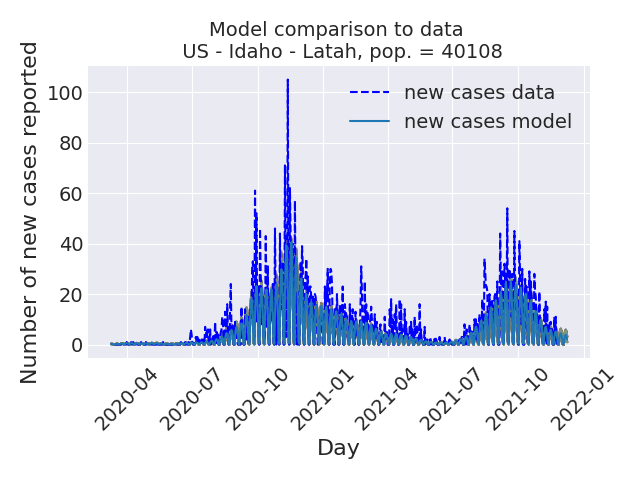 Model comparison to data
US - Idaho - Latah, pop. = 40108
Number of new cases reported
100
80
60
40
20
0
new cases data
new cases model
2020-04
2020-07
2020-10
2021-01
2021-04
2021-07
2021-10
2022-01
Day